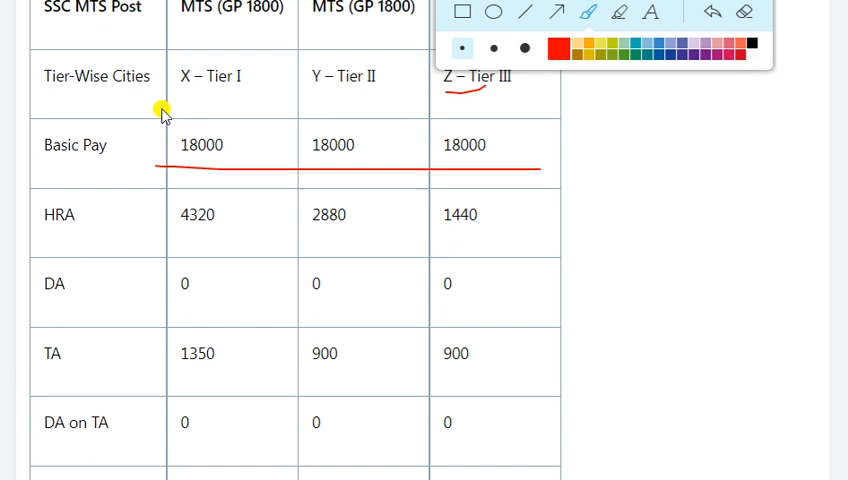 SSC MTS Post MTS (GP 1800) MTS (GP 1800)
Tier-Wise Cities X – Tier I Y – Tier II Z – Tier III
Basic Pay 18000 18000 18000
HRA 4320 2880 1440
DA 0 0 0
TA 1350 900 900
DA on TA 0 0 0